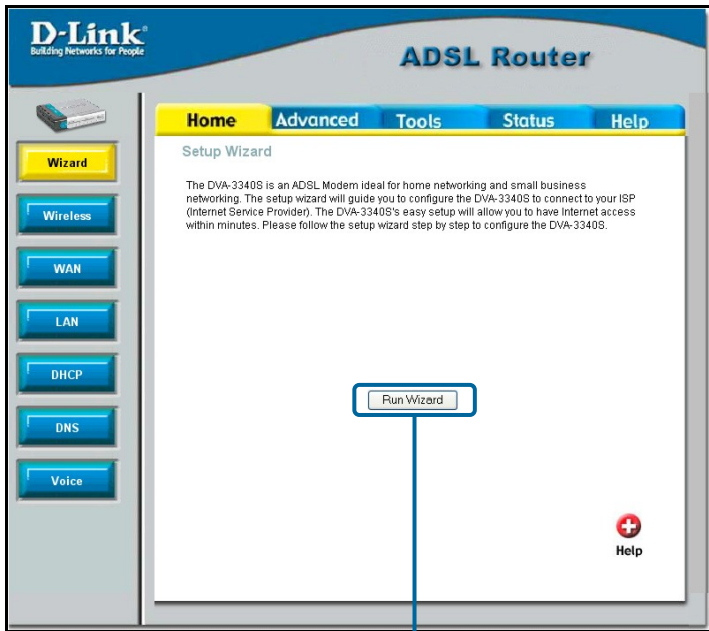 D-Link
Building Networks for People
ADSL Router
Home Advanced Tools Status Help
Wizard
Wireless
WAN
LAN
DHCP
DNS
Voice
Setup Wizard
The DVA-3340S is an ADSL Modem ideal for home networking and small business
networking. The setup wizard will guide you to configure the DVA-3340S to connect to your ISP
(Internet Service Provider). The DVA-3340S's easy setup will allow you to have Internet access
within minutes. Please follow the setup wizard step by step to configure the DVA-3340S.
Run Wizard
Help